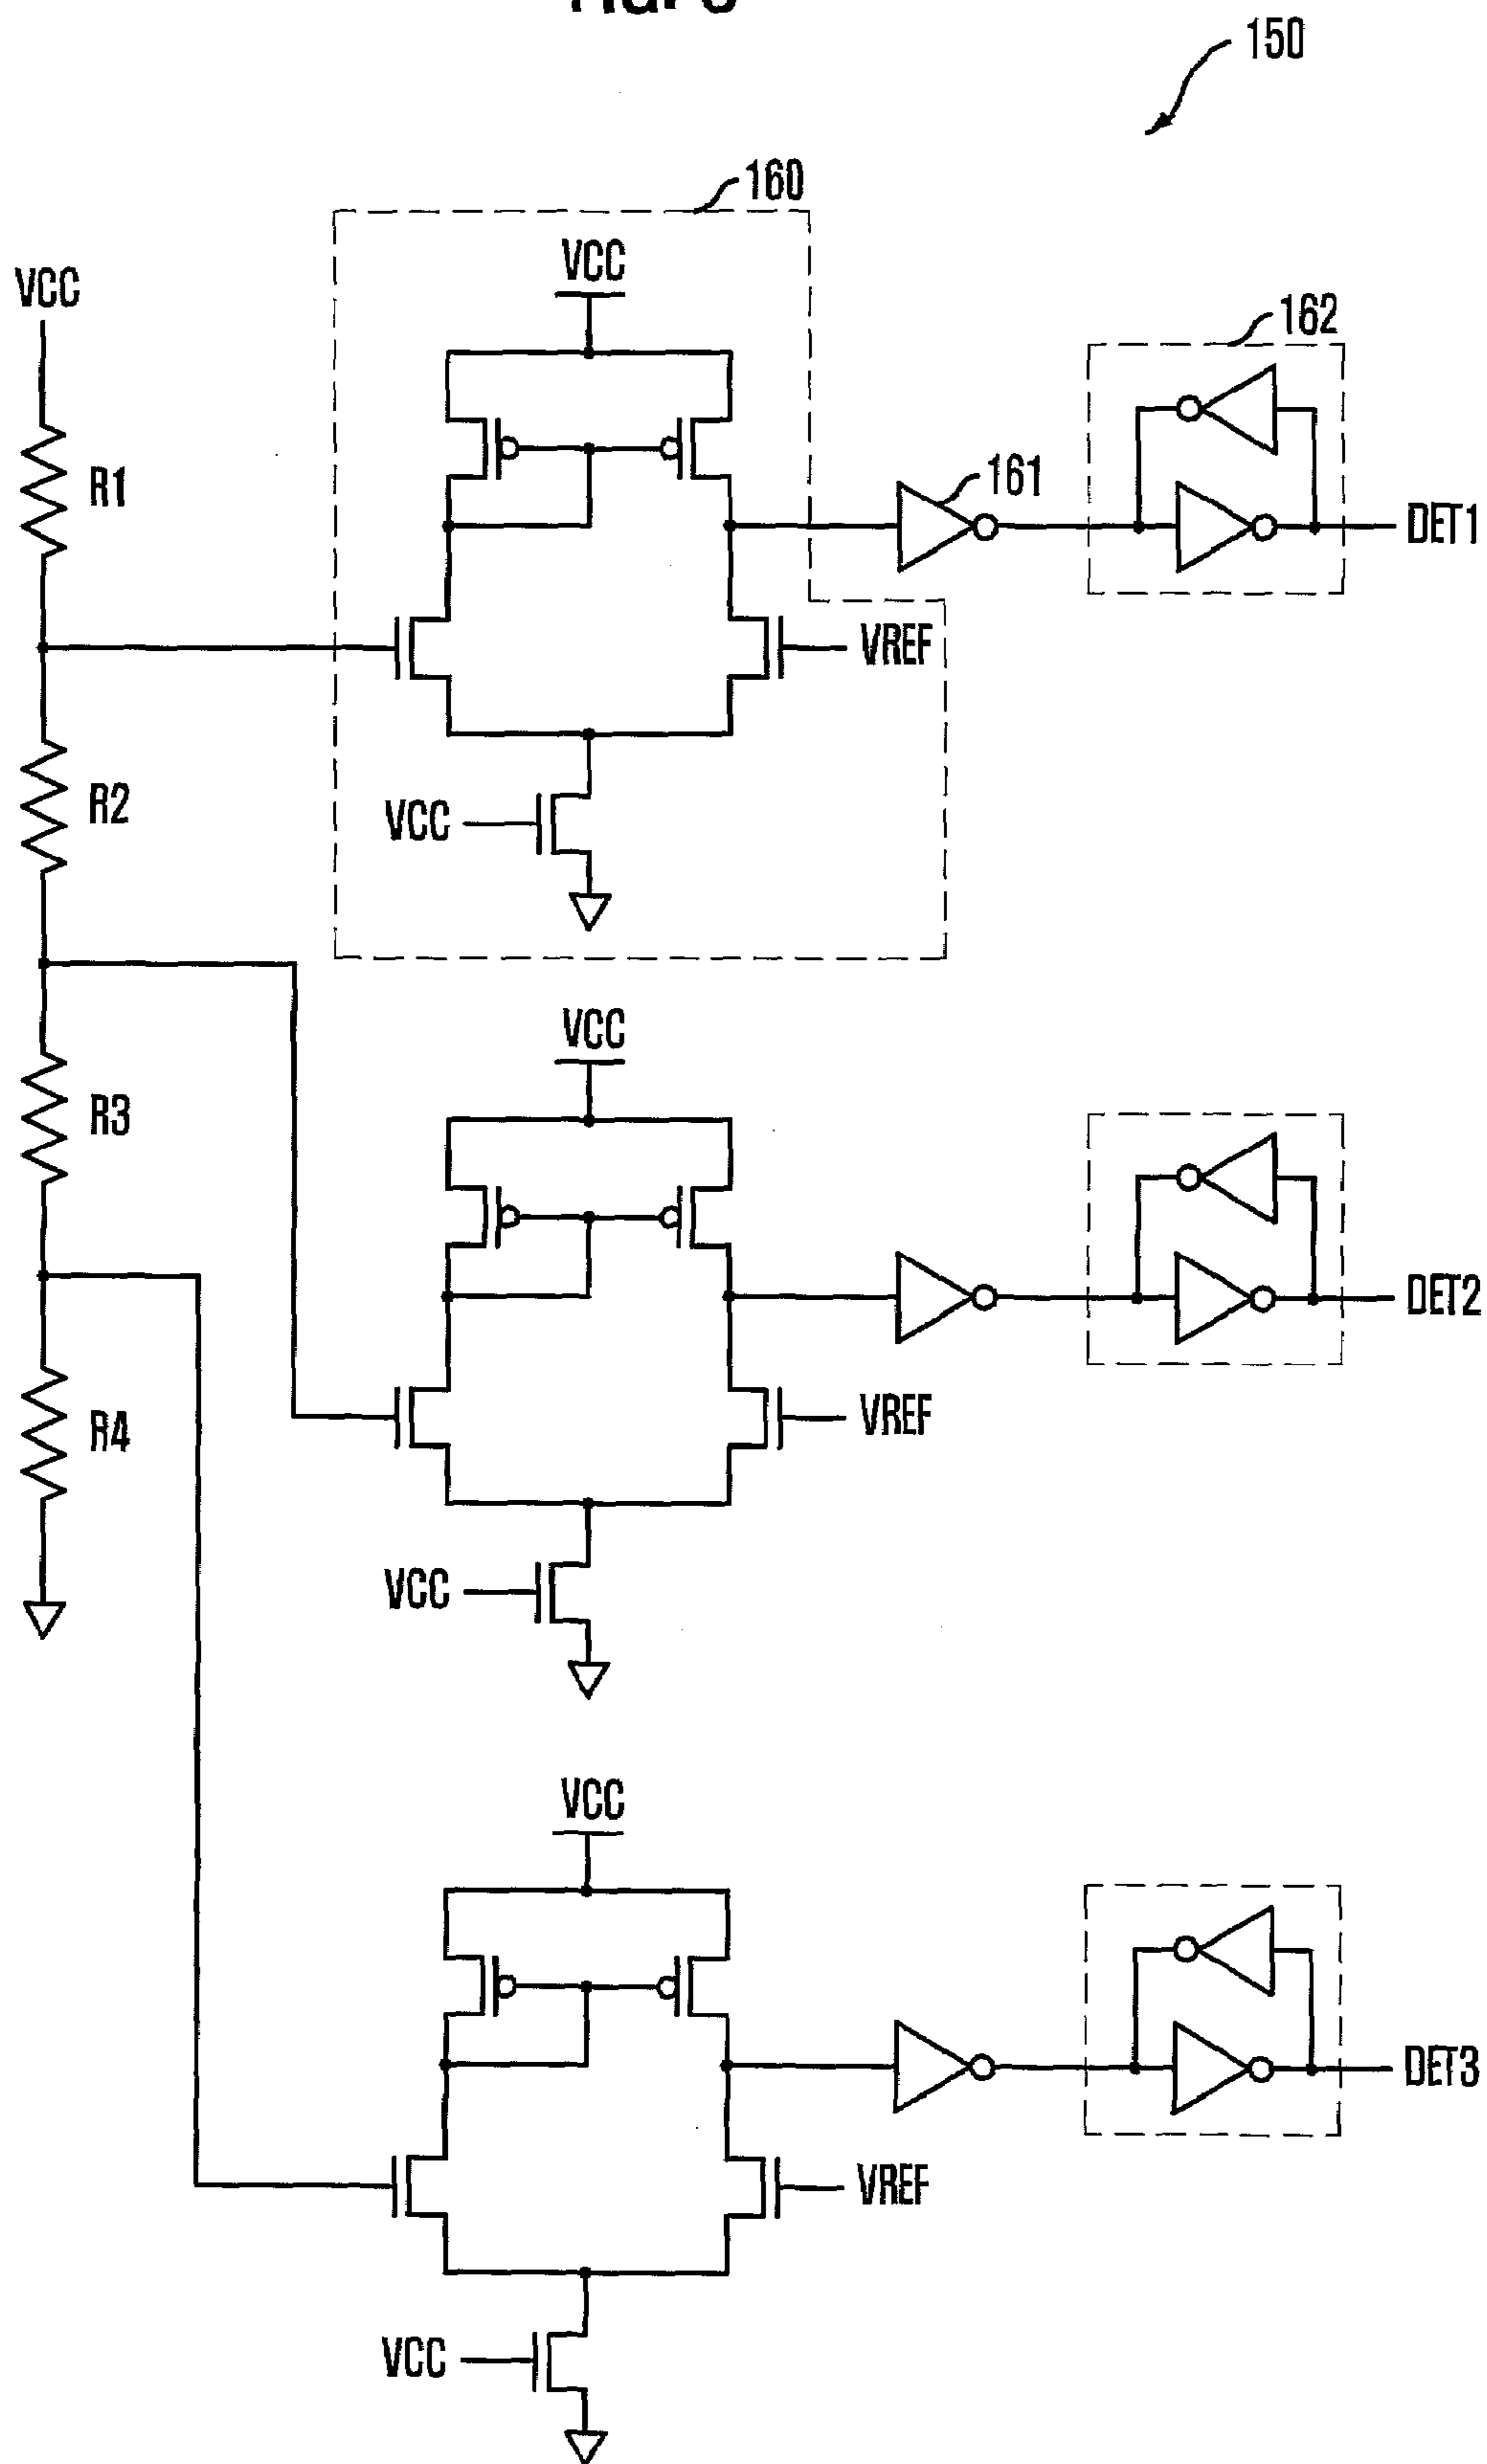 150
160
VCC
VCC
162
R1
161
DET1
VREF
R2
VCC
VCC
R3
DET2
R4
VREF
VCC
VCC
DET3
VREF
VCC